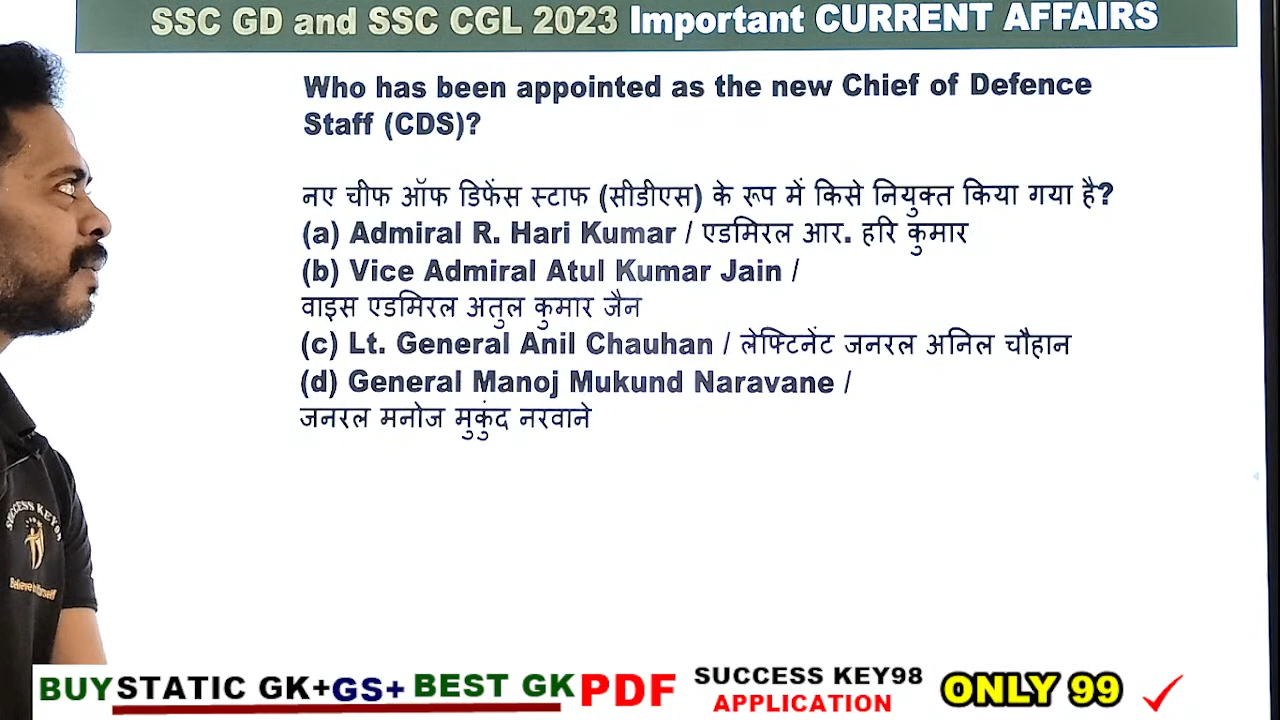 SSC GD and SSC CGL 2023 Important CURRENT AFFAIRS
Who has been appointed as the new Chief of Defence
Staff (CDS)?
नए चीफ ऑफ डिफेंस स्टाफ (सीडीएस) के रूप में किसे नियुक्त किया गया है?
(a) Admiral R. Hari Kumar / एडमिरल आर. हरि कुमार
(b) Vice Admiral Atul Kumar Jain /
वाइस एडमिरल अतुल कुमार जैन
(c) Lt. General Anil Chauhan / लेफ्टिनेंट जनरल अनिल चौहान
(d) General Manoj Mukund Naravane /
जनरल मनोज मुकुंद नरवाने
SUCCESS KEY98
Believe in Yourself
BUY STATIC GK+GS+ BEST GK PDF
SUCCESS KEY98
APPLICATION
ONLY 99